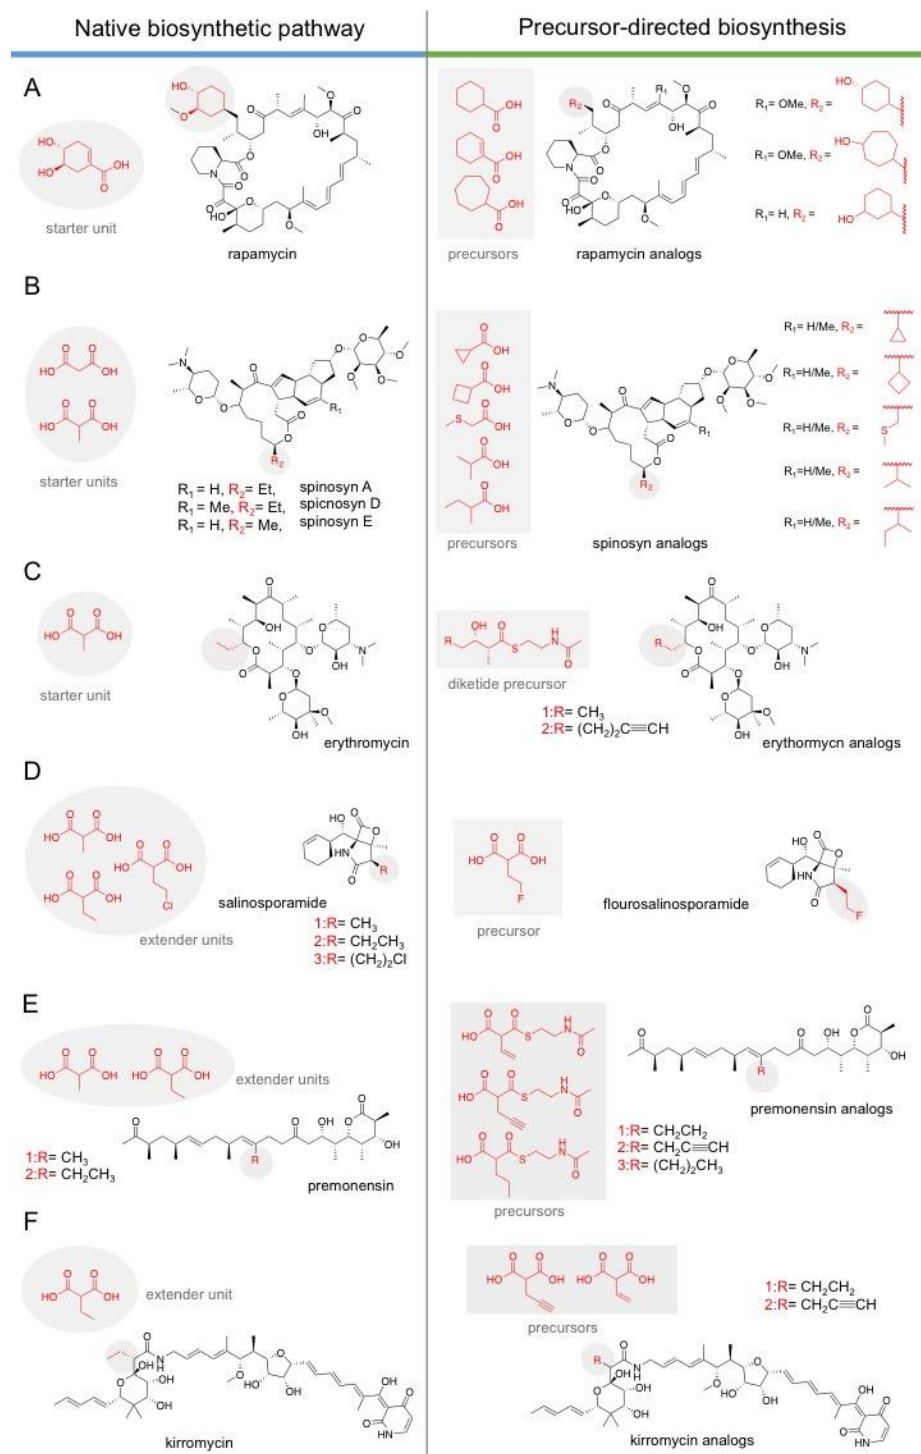 Native biosynthetic pathway
Precursor-directed biosynthesis
A
starter unit
rapamycin
precursors
rapamycin analogs
R₁= OMe, R₂ =
R₁= OMe, R₂ =
R₁= H, R₂ =
B
starter units
R₁ = H, R₂= Et, spinosyn A
R₁ = Me, R₂= Et, spicnosyn D
R₁ = H, R₂= Me, spinosyn E
precursors
spinosyn analogs
R₁= H/Me, R₂ =
R₁=H/Me, R₂ =
R₁=H/Me, R₂ =
R₁=H/Me, R₂ =
R₁=H/Me, R₂ =
C
starter unit
erythromycin
diketide precursor
1:R= CH₃
2:R= (CH₂)₂C≡CH
erythormycn analogs
D
extender units
salinosporamide
1:R= CH₃
2:R= CH₂CH₃
3:R= (CH₂)₂Cl
precursor
flourosalinosporamide
E
extender units
1:R= CH₃
2:R= CH₂CH₃
premonensin
precursors
premonensin analogs
1:R= CH₂CH₂
2:R= CH₂C≡CH
3:R= (CH₂)₂CH₃
F
extender unit
kirromycin
precursors
1:R= CH₂CH₂
2:R= CH₂C≡CH
kirromycin analogs